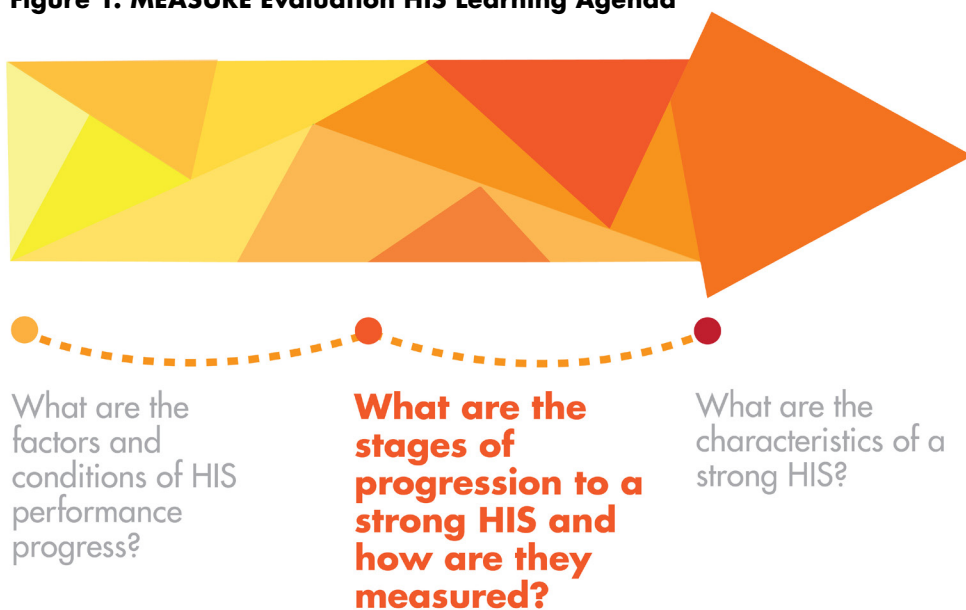 Figure 1. MEASURE Evaluation HIS Learning Agenda
What are the
factors and
conditions of HIS
performance
progress?
What are the
stages of
progression to a
strong HIS and
how are they
measured?
What are the
characteristics of a
strong HIS?